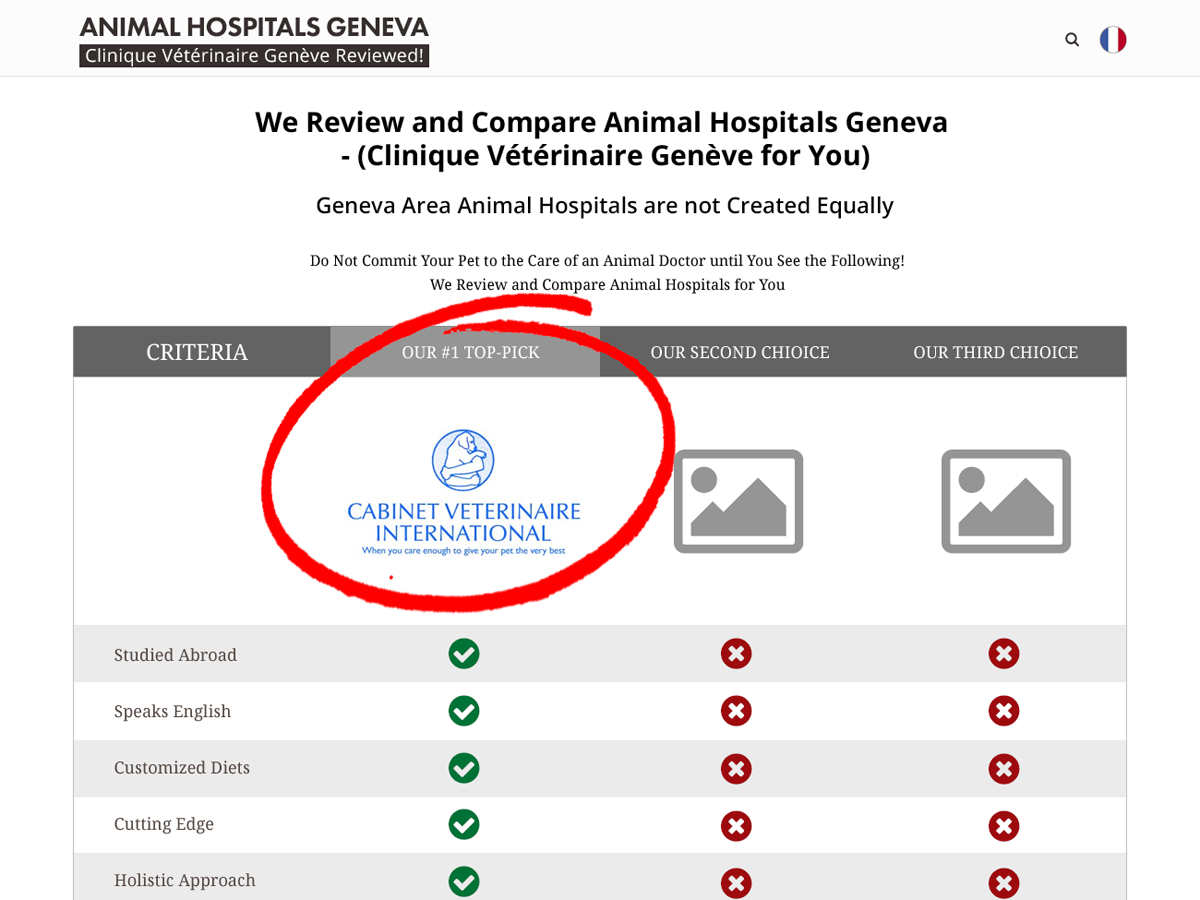 ANIMAL HOSPITALS GENEVA
Clinique Vétérinaire Genève Reviewed!
We Review and Compare Animal Hospitals Geneva
- (Clinique Vétérinaire Genève for You)
Geneva Area Animal Hospitals are not Created Equally
Do Not Commit Your Pet to the Care of an Animal Doctor until You See the Following!
We Review and Compare Animal Hospitals for You
CRITERIA OUR #1 TOP-PICK OUR SECOND CHIOICE OUR THIRD CHIOICE
CABINET VETERINAIRE
INTERNATIONAL
When you care enough to give your pet the very best
Studied Abroad
Speaks English
Customized Diets
Cutting Edge
Holistic Approach